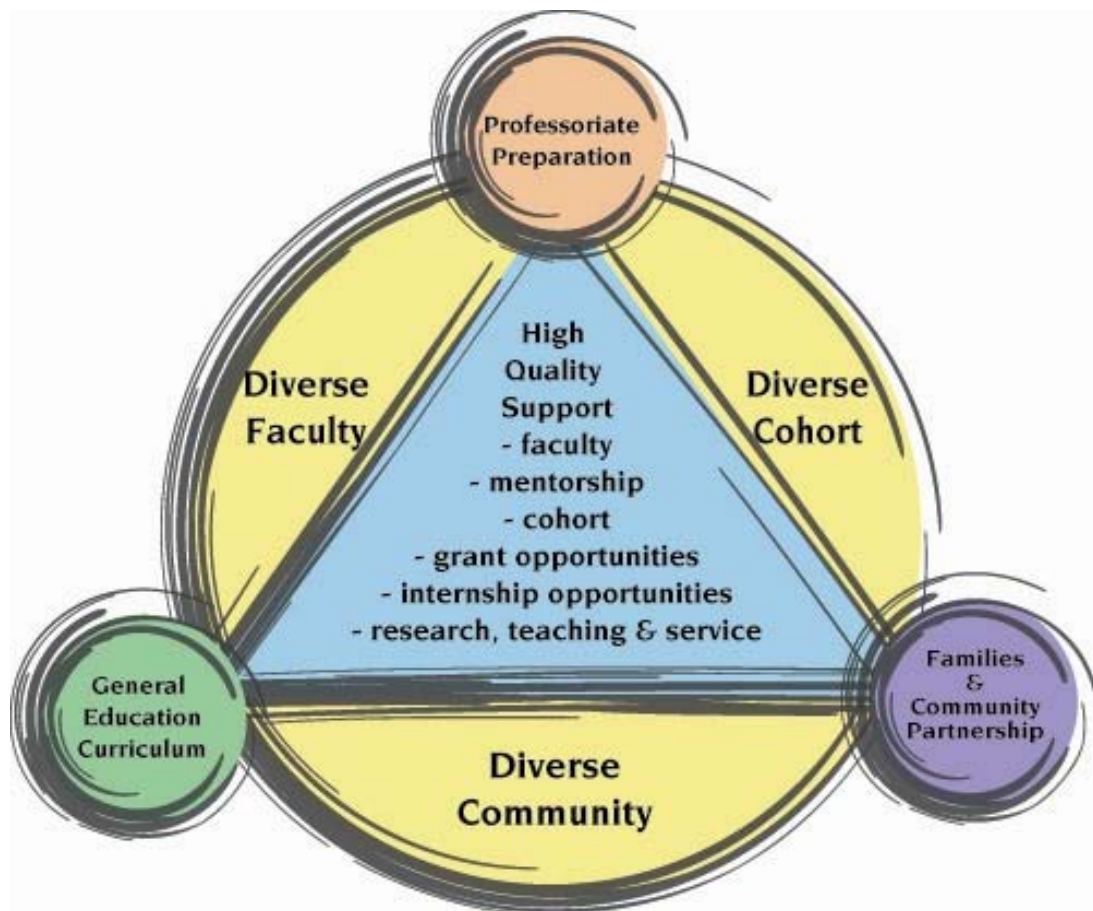 Professoriate
Preparation
Diverse
Faculty
High
Quality
Support
- faculty
- mentorship
- cohort
- grant opportunities
- internship opportunities
- research, teaching & service
Diverse
Cohort
General
Education
Curriculum
Families
&
Community
Partnership
Diverse
Community